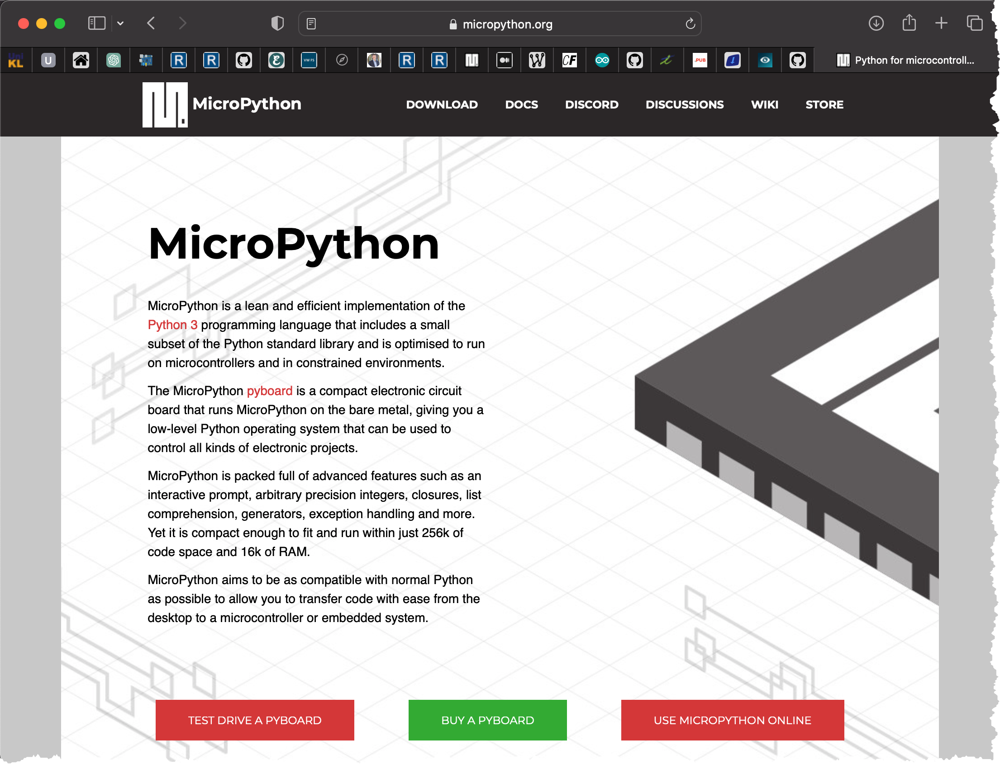 micropython.org
Uni
KL
U
R
R
VW FS
R
R
CF
.PUB
Python for microcontroll...
MicroPython
DOWNLOAD
DOCS
DISCORD
DISCUSSIONS
WIKI
STORE
MicroPython
MicroPython is a lean and efficient implementation of the
Python 3 programming language that includes a small
subset of the Python standard library and is optimised to run
on microcontrollers and in constrained environments.
The MicroPython pyboard is a compact electronic circuit
board that runs MicroPython on the bare metal, giving you a
low-level Python operating system that can be used to
control all kinds of electronic projects.
MicroPython is packed full of advanced features such as an
interactive prompt, arbitrary precision integers, closures, list
comprehension, generators, exception handling and more.
Yet it is compact enough to fit and run within just 256k of
code space and 16k of RAM.
MicroPython aims to be as compatible with normal Python
as possible to allow you to transfer code with ease from the
desktop to a microcontroller or embedded system.
TEST DRIVE A PYBOARD
BUY A PYBOARD
USE MICROPYTHON ONLINE